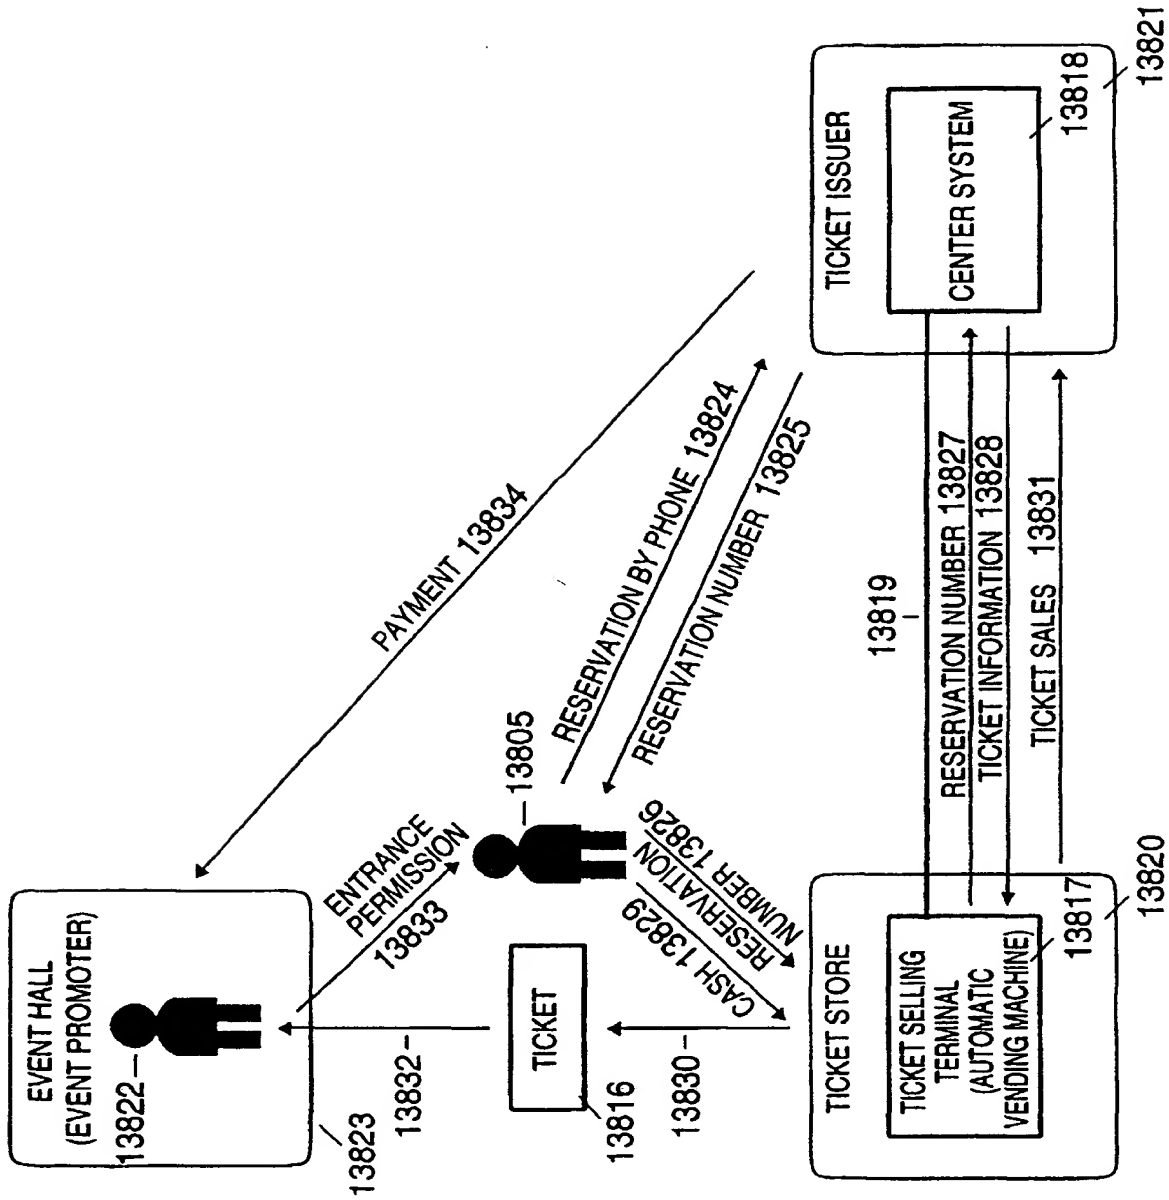 EVENT HALL
(EVENT PROMOTER)
13822
13823
ENTRANCE
PERMISSION
13833
PAYMENT 13834
13832
TICKET
13816
13830
13805
RESERVATION BY PHONE 13824
RESERVATION NUMBER 13825
CASH 13829
RESERVATION
NUMBER 13826
TICKET STORE
TICKET SELLING
TERMINAL
(AUTOMATIC
VENDING MACHINE)
13817
13820
13819
RESERVATION NUMBER 13827
TICKET INFORMATION 13828
TICKET SALES 13831
TICKET ISSUER
CENTER SYSTEM
13818
13821